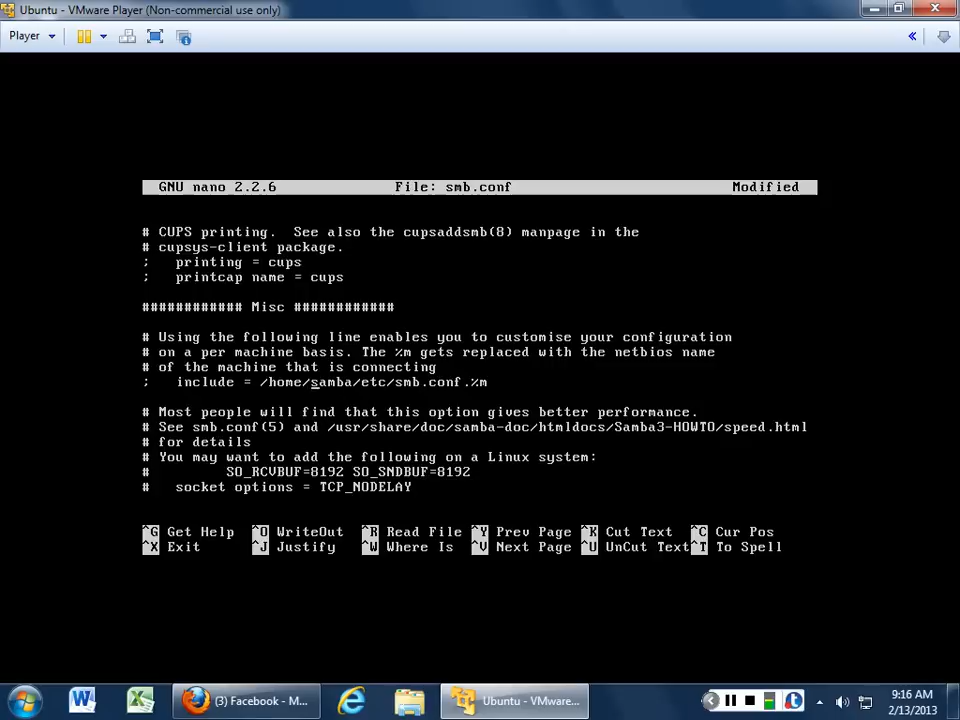 Ubuntu - VMware Player (Non-commercial use only)
Player
GNU nano 2.2.6 File: smb.conf Modified
# CUPS printing. See also the cupsaddsmb(8) manpage in the
# cupsys-client package.
; printing = cups
; printcap name = cups
############ Misc ############
# Using the following line enables you to customise your configuration
# on a per machine basis. The %m gets replaced with the netbios name
# of the machine that is connecting
; include = /home/samba/etc/smb.conf.%m
# Most people will find that this option gives better performance.
# See smb.conf(5) and /usr/share/doc/samba-doc/htmldocs/Samba3-HOWTO/speed.html
# for details
# You may want to add the following on a Linux system:
# SO_RCVBUF=8192 SO_SNDBUF=8192
# socket options = TCP_NODELAY
^G Get Help ^O WriteOut ^R Read File ^Y Prev Page ^K Cut Text ^C Cur Pos
^X Exit ^J Justify ^W Where Is ^V Next Page ^U UnCut Text ^T To Spell
(3) Facebook - M...
Ubuntu - VMware...
9:16 AM
2/13/2013